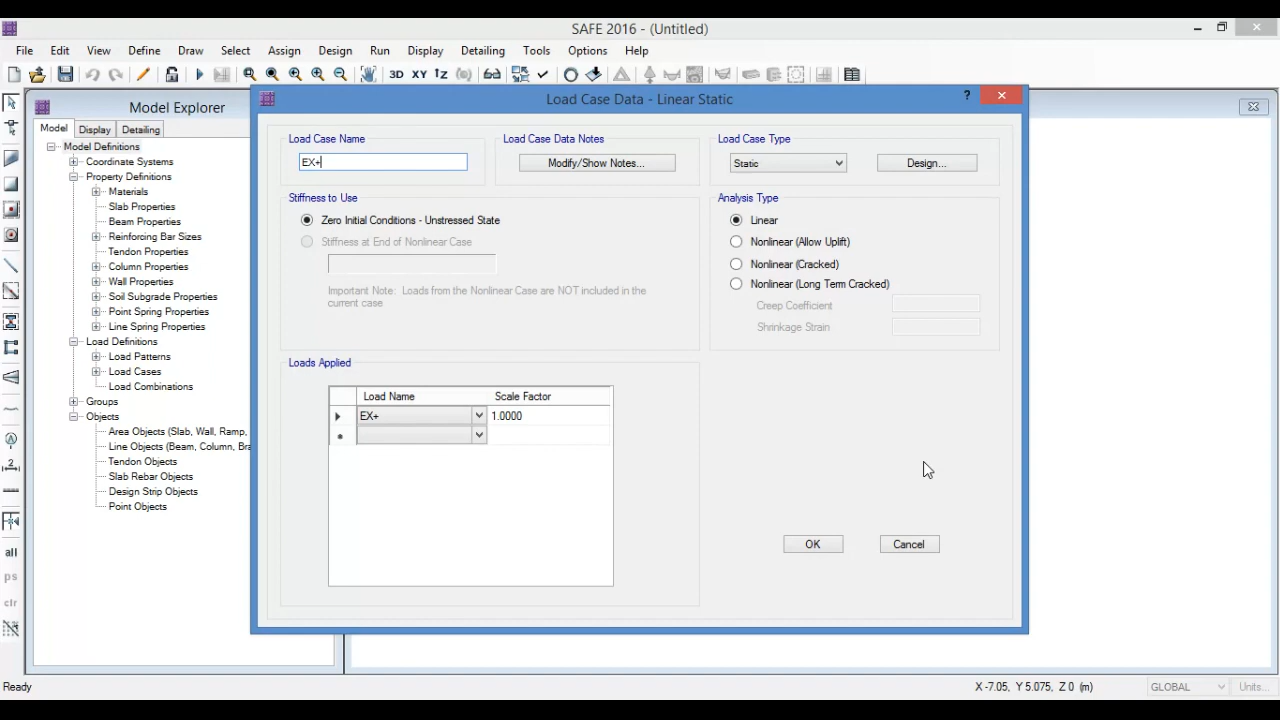 SAFE 2016 - (Untitled)
File Edit View Define Draw Select Assign Design Run Display Detailing Tools Options Help
3D XY
Model Explorer
Model Display Detailing
Model Definitions
Coordinate Systems
Property Definitions
Materials
Slab Properties
Beam Properties
Reinforcing Bar Sizes
Tendon Properties
Column Properties
Wall Properties
Soil Subgrade Properties
Point Spring Properties
Line Spring Properties
Load Definitions
Load Patterns
Load Cases
Load Combinations
Groups
Objects
Area Objects (Slab, Wall, Ramp,
Line Objects (Beam, Column, Bra
Tendon Objects
Slab Rebar Objects
Design Strip Objects
Point Objects
all
ps
clr
Load Case Data - Linear Static
?
Load Case Name
EX+
Load Case Data Notes
Modify/Show Notes...
Load Case Type
Static
Design...
Stiffness to Use
Zero Initial Conditions - Unstressed State
Stiffness at End of Nonlinear Case
Important Note: Loads from the Nonlinear Case are NOT included in the
current case
Analysis Type
Linear
Nonlinear (Allow Uplift)
Nonlinear (Cracked)
Nonlinear (Long Term Cracked)
Creep Coefficient
Shrinkage Strain
Loads Applied
Load Name Scale Factor
EX+ 1.0000
OK Cancel
Ready
X -7.05, Y 5.075, Z 0 (m)
GLOBAL
Units...